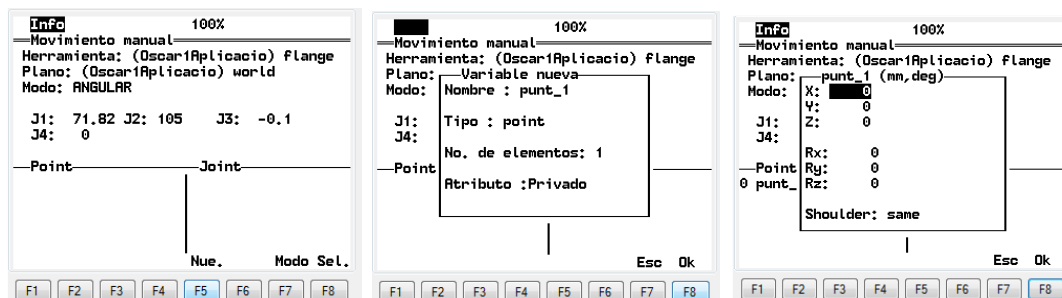 Info 100%
Movimiento manual
Herramienta: (Oscar1Aplicacio) flange
Plano: (Oscar1Aplicacio) world
Modo: ANGULAR
J1: 71.82 J2: 105 J3: -0.1
J4: 0
Point Joint
Nue. Modo Sel.
F1 F2 F3 F4 F5 F6 F7 F8
100%
Movimiento manual
Herramienta: (Oscar1Aplicacio) flange
Plano: Variable nueva
Modo: Nombre : punt_1
J1: Tipo : point
J4:
No. de elementos: 1
Point
Atributo :Privado
Esc Ok
F1 F2 F3 F4 F5 F6 F7 F8
Info 100%
Movimiento manual
Herramienta: (Oscar1Aplicacio) flange
Plano: punt_1 (mm,deg)
Modo: X: 0
Y: 0
J1: Z: 0
J4:
Rx: 0
Point Ry: 0
0 punt_ Rz: 0
Shoulder: same
Esc Ok
F1 F2 F3 F4 F5 F6 F7 F8